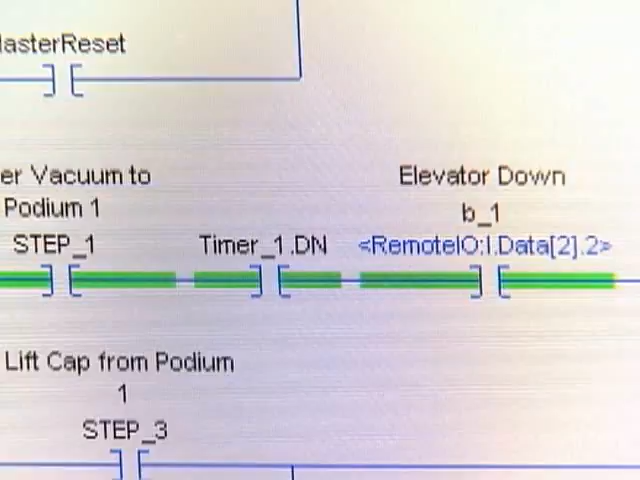 lasterReset
er Vacuum to
Podium 1
STEP_1
Timer_1.DN
Elevator Down
b_1
<RemoteIO:I.Data[2].2>
Lift Cap from Podium
1
STEP_3